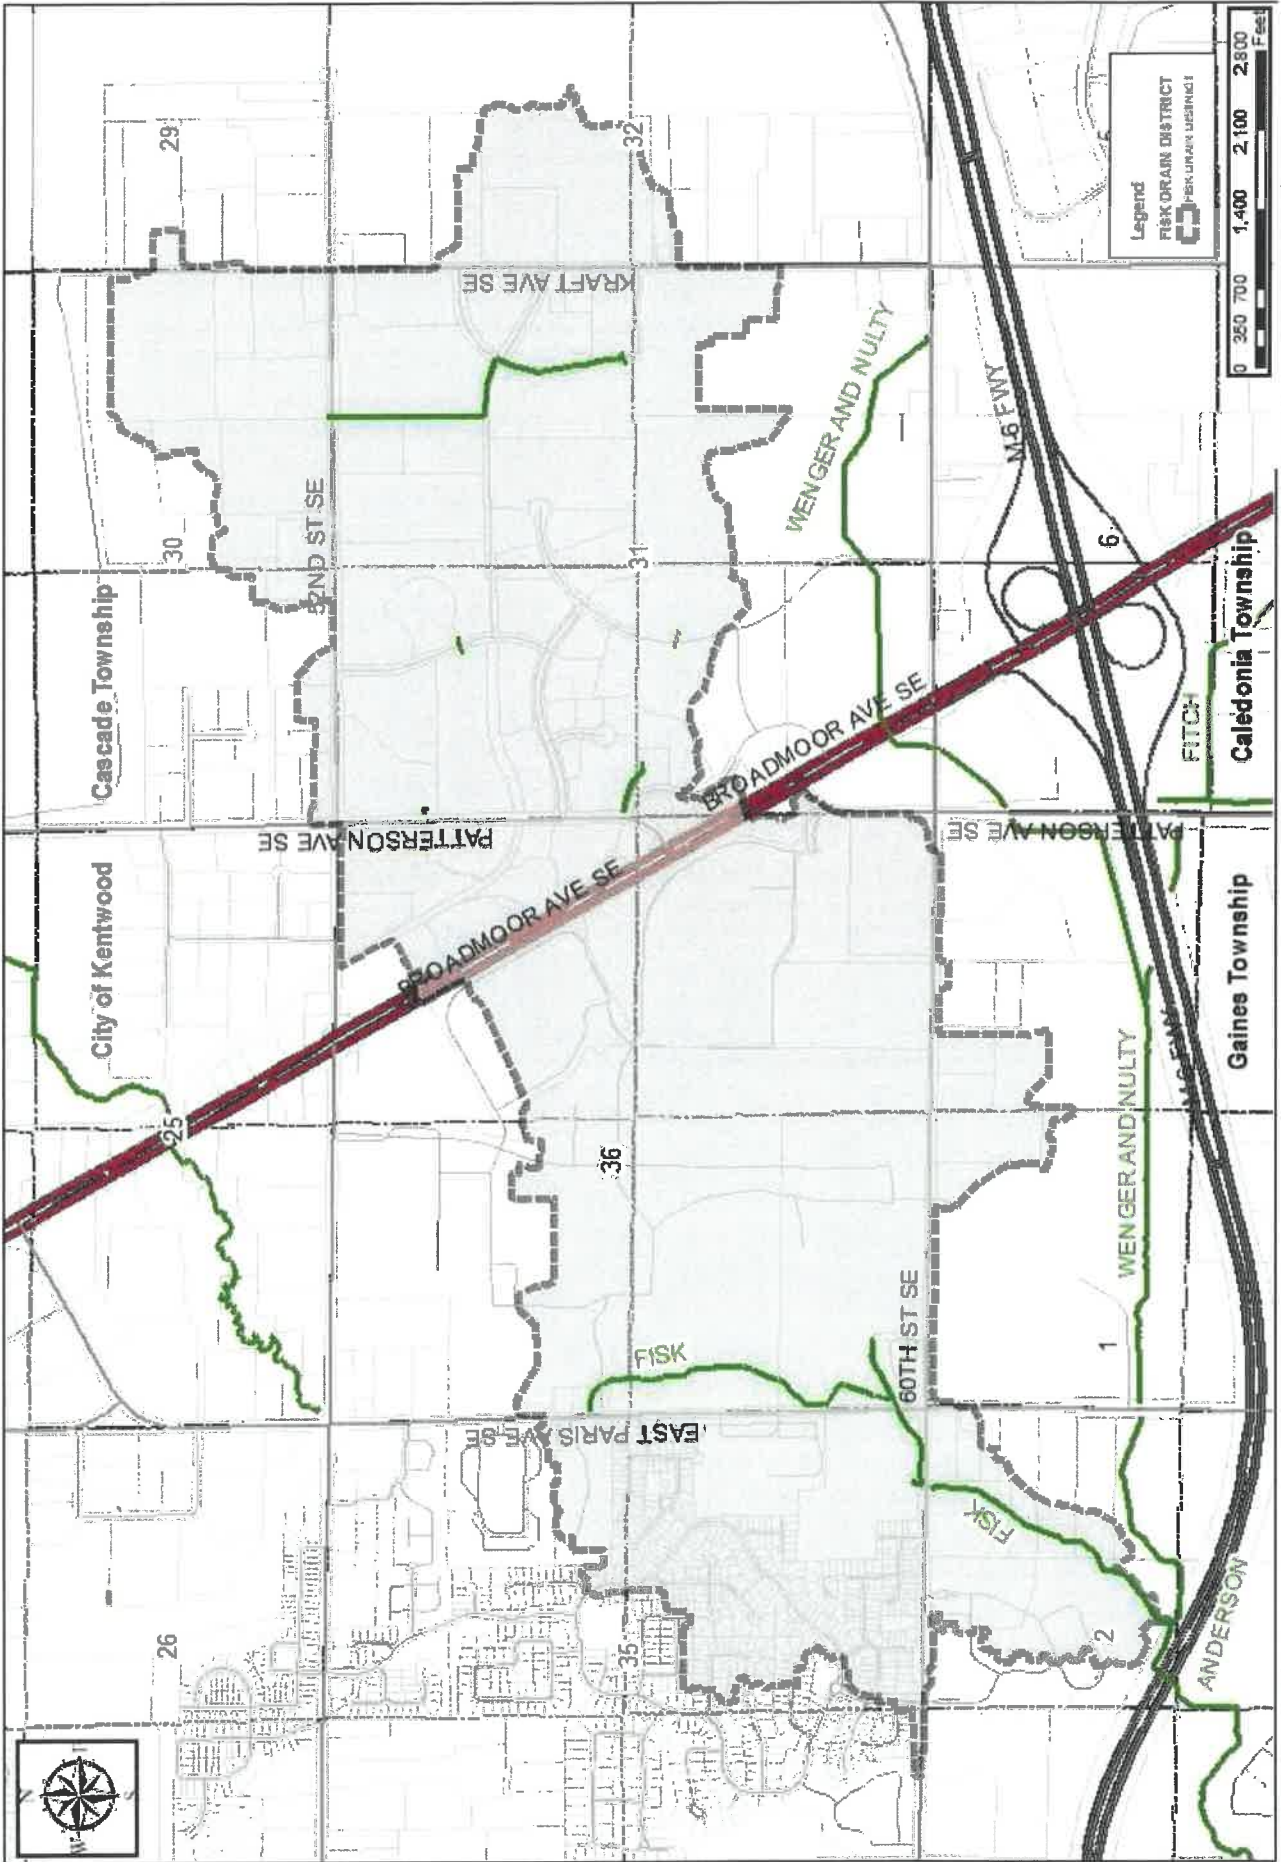 29
30
Cascade Township
City of Kentwood
25
26
52ND ST SE
KRAFT AVE SE
32
31
PATTERSON AVE SE
BROADMOOR AVE SE
BROADMOOR AVE SE
36
35
EAST PARIS AVE SE
FISK
60TH ST SE
FISK
WENGER AND NULTY
M-6 FWY
6
PATTERSON AVE SE
FITCH
Caledonia Township
Gaines Township
WENGER AND NULTY
M-6 FWY
1
2
ANDERSON
Legend
FISK DRAIN DISTRICT
FISK DRAIN DISTRICT
0 350 700 1,400 2,100 2,800
Feet
N
W
S